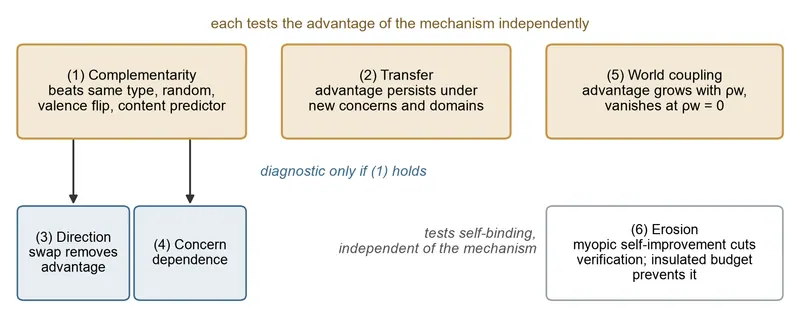 each tests the advantage of the mechanism independently
(1) Complementarity
beats same type, random,
valence flip, content predictor
(2) Transfer
advantage persists under
new concerns and domains
(5) World coupling
advantage grows with ρw,
vanishes at ρw = 0
diagnostic only if (1) holds
(3) Direction
swap removes
advantage
(4) Concern
dependence
tests self-binding,
independent of the mechanism
(6) Erosion
myopic self-improvement cuts
verification; insulated budget
prevents it